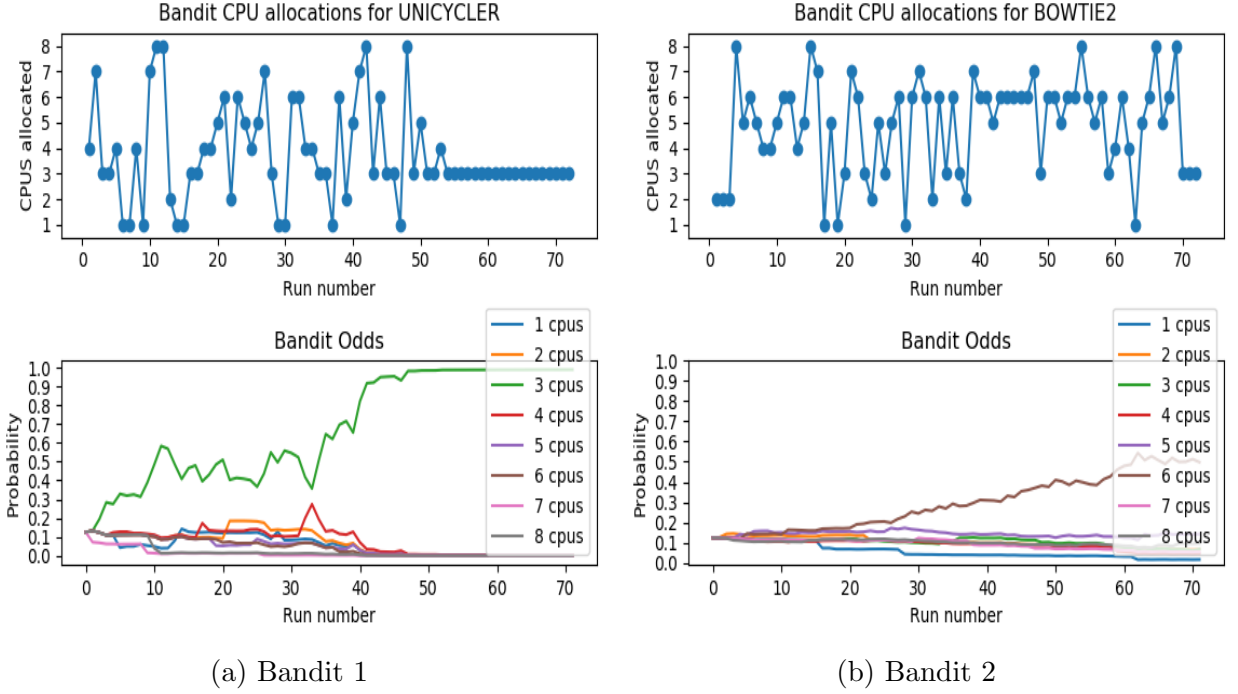 Bandit CPU allocations for UNICYCLER
CPUS allocated
8
7
6
5
4
3
2
1
0 10 20 30 40 50 60 70
Run number
Bandit Odds
Probability
1.0
0.9
0.8
0.7
0.6
0.5
0.4
0.3
0.2
0.1
0.0
0 10 20 30 40 50 60 70
Run number
1 cpus
2 cpus
3 cpus
4 cpus
5 cpus
6 cpus
7 cpus
8 cpus
(a) Bandit 1
Bandit CPU allocations for BOWTIE2
CPUS allocated
8
7
6
5
4
3
2
1
0 10 20 30 40 50 60 70
Run number
Bandit Odds
Probability
1.0
0.9
0.8
0.7
0.6
0.5
0.4
0.3
0.2
0.1
0.0
0 10 20 30 40 50 60 70
Run number
1 cpus
2 cpus
3 cpus
4 cpus
5 cpus
6 cpus
7 cpus
8 cpus
(b) Bandit 2